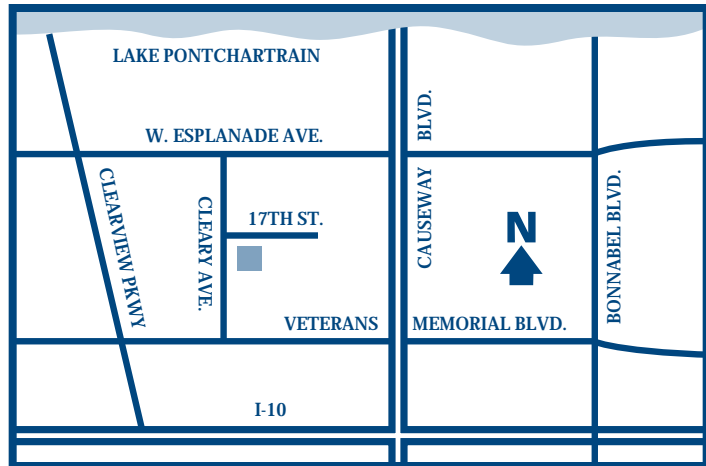 LAKE PONTCHARTRAIN
W. ESPLANADE AVE.
CAUSEWAY BLVD.
CLEARVIEW PKWY
CLEARY AVE.
17TH ST.
N
BONNABEL BLVD.
VETERANS MEMORIAL BLVD.
I-10